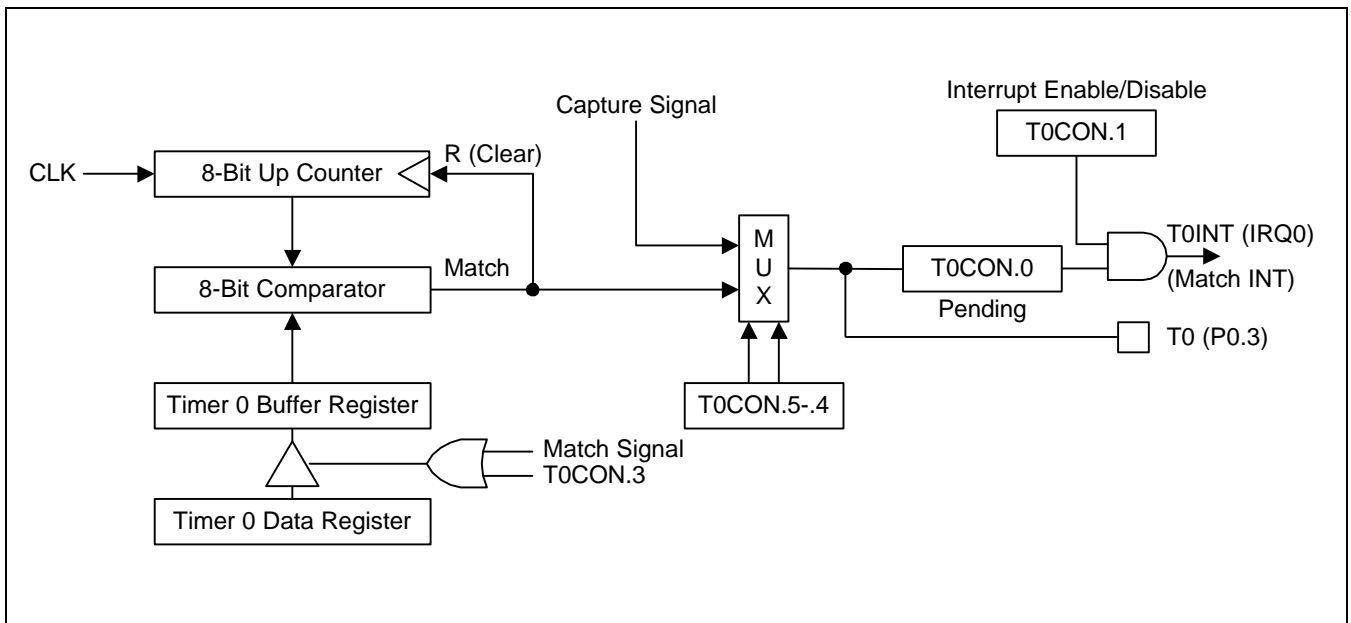 Interrupt Enable/Disable
Capture Signal
T0CON.1
R (Clear)
CLK
8-Bit Up Counter
M
U
X
T0INT (IRQ0)
(Match INT)
Match
8-Bit Comparator
T0CON.0
Pending
T0 (P0.3)
Timer 0 Buffer Register
T0CON.5-.4
Match Signal
T0CON.3
Timer 0 Data Register